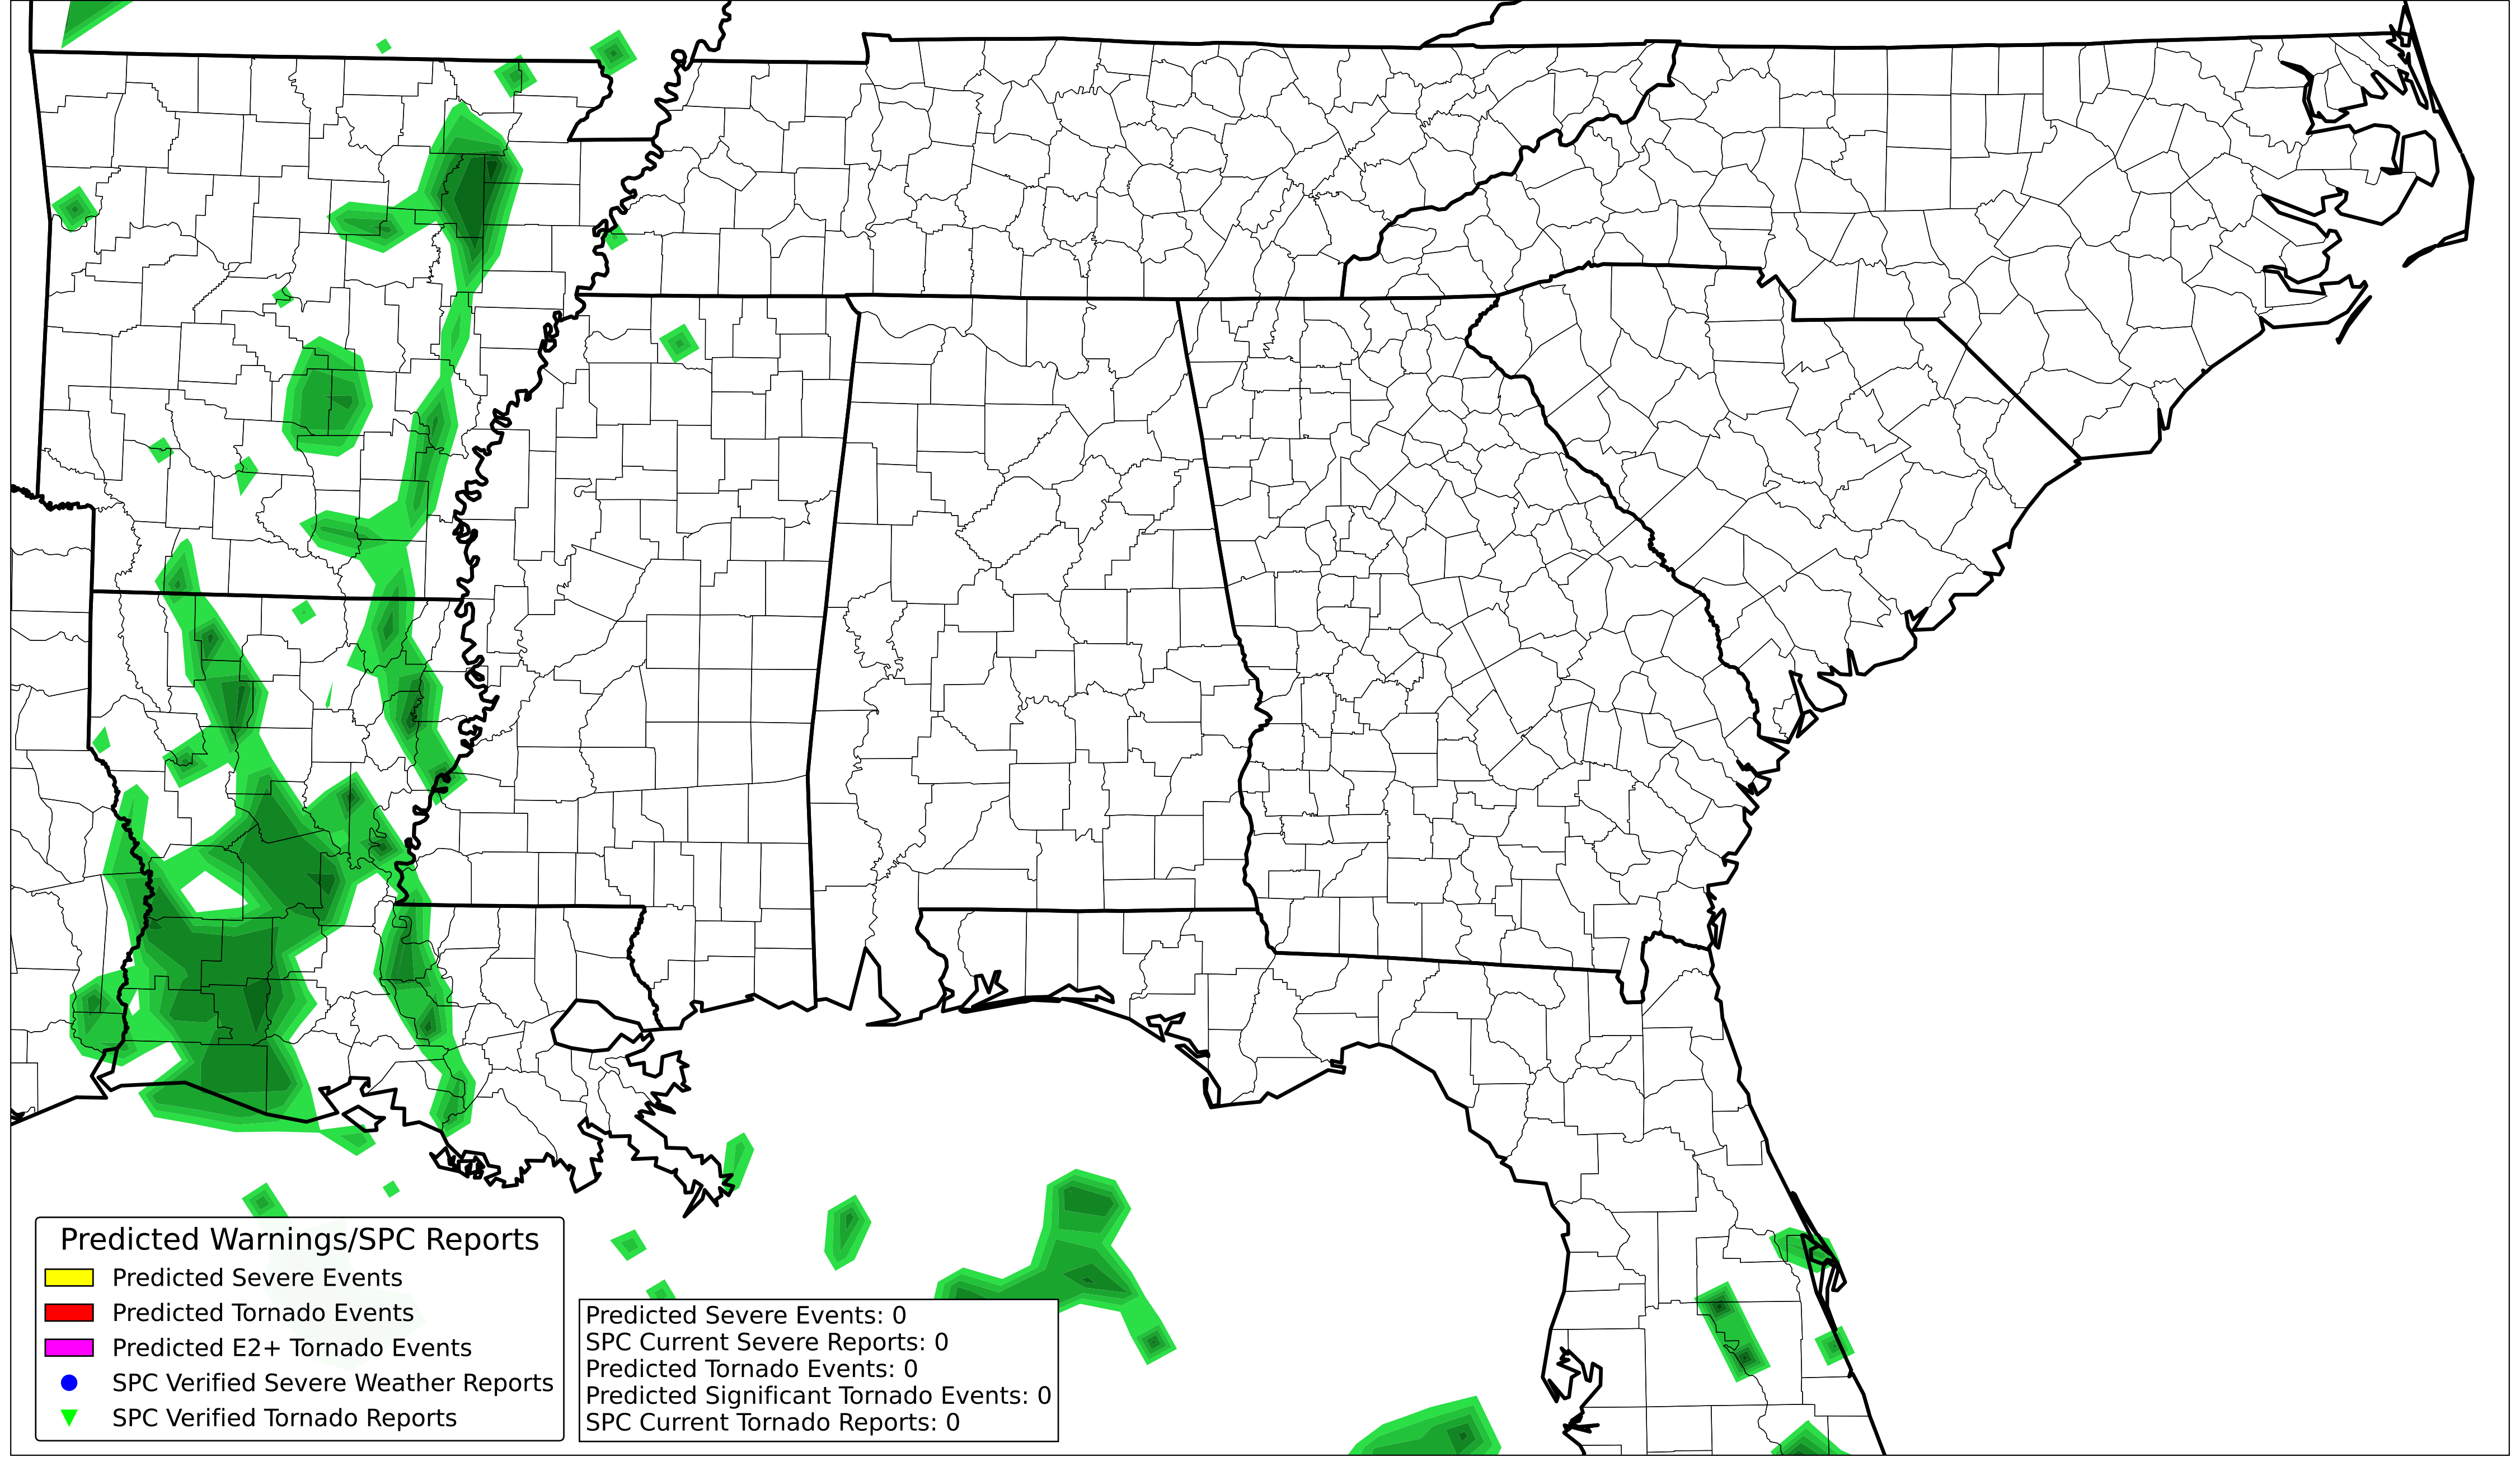 Predicted Warnings/SPC Reports
Predicted Severe Events
Predicted Tornado Events
Predicted E2+ Tornado Events
SPC Verified Severe Weather Reports
SPC Verified Tornado Reports
Predicted Severe Events: 0
SPC Current Severe Reports: 0
Predicted Tornado Events: 0
Predicted Significant Tornado Events: 0
SPC Current Tornado Reports: 0